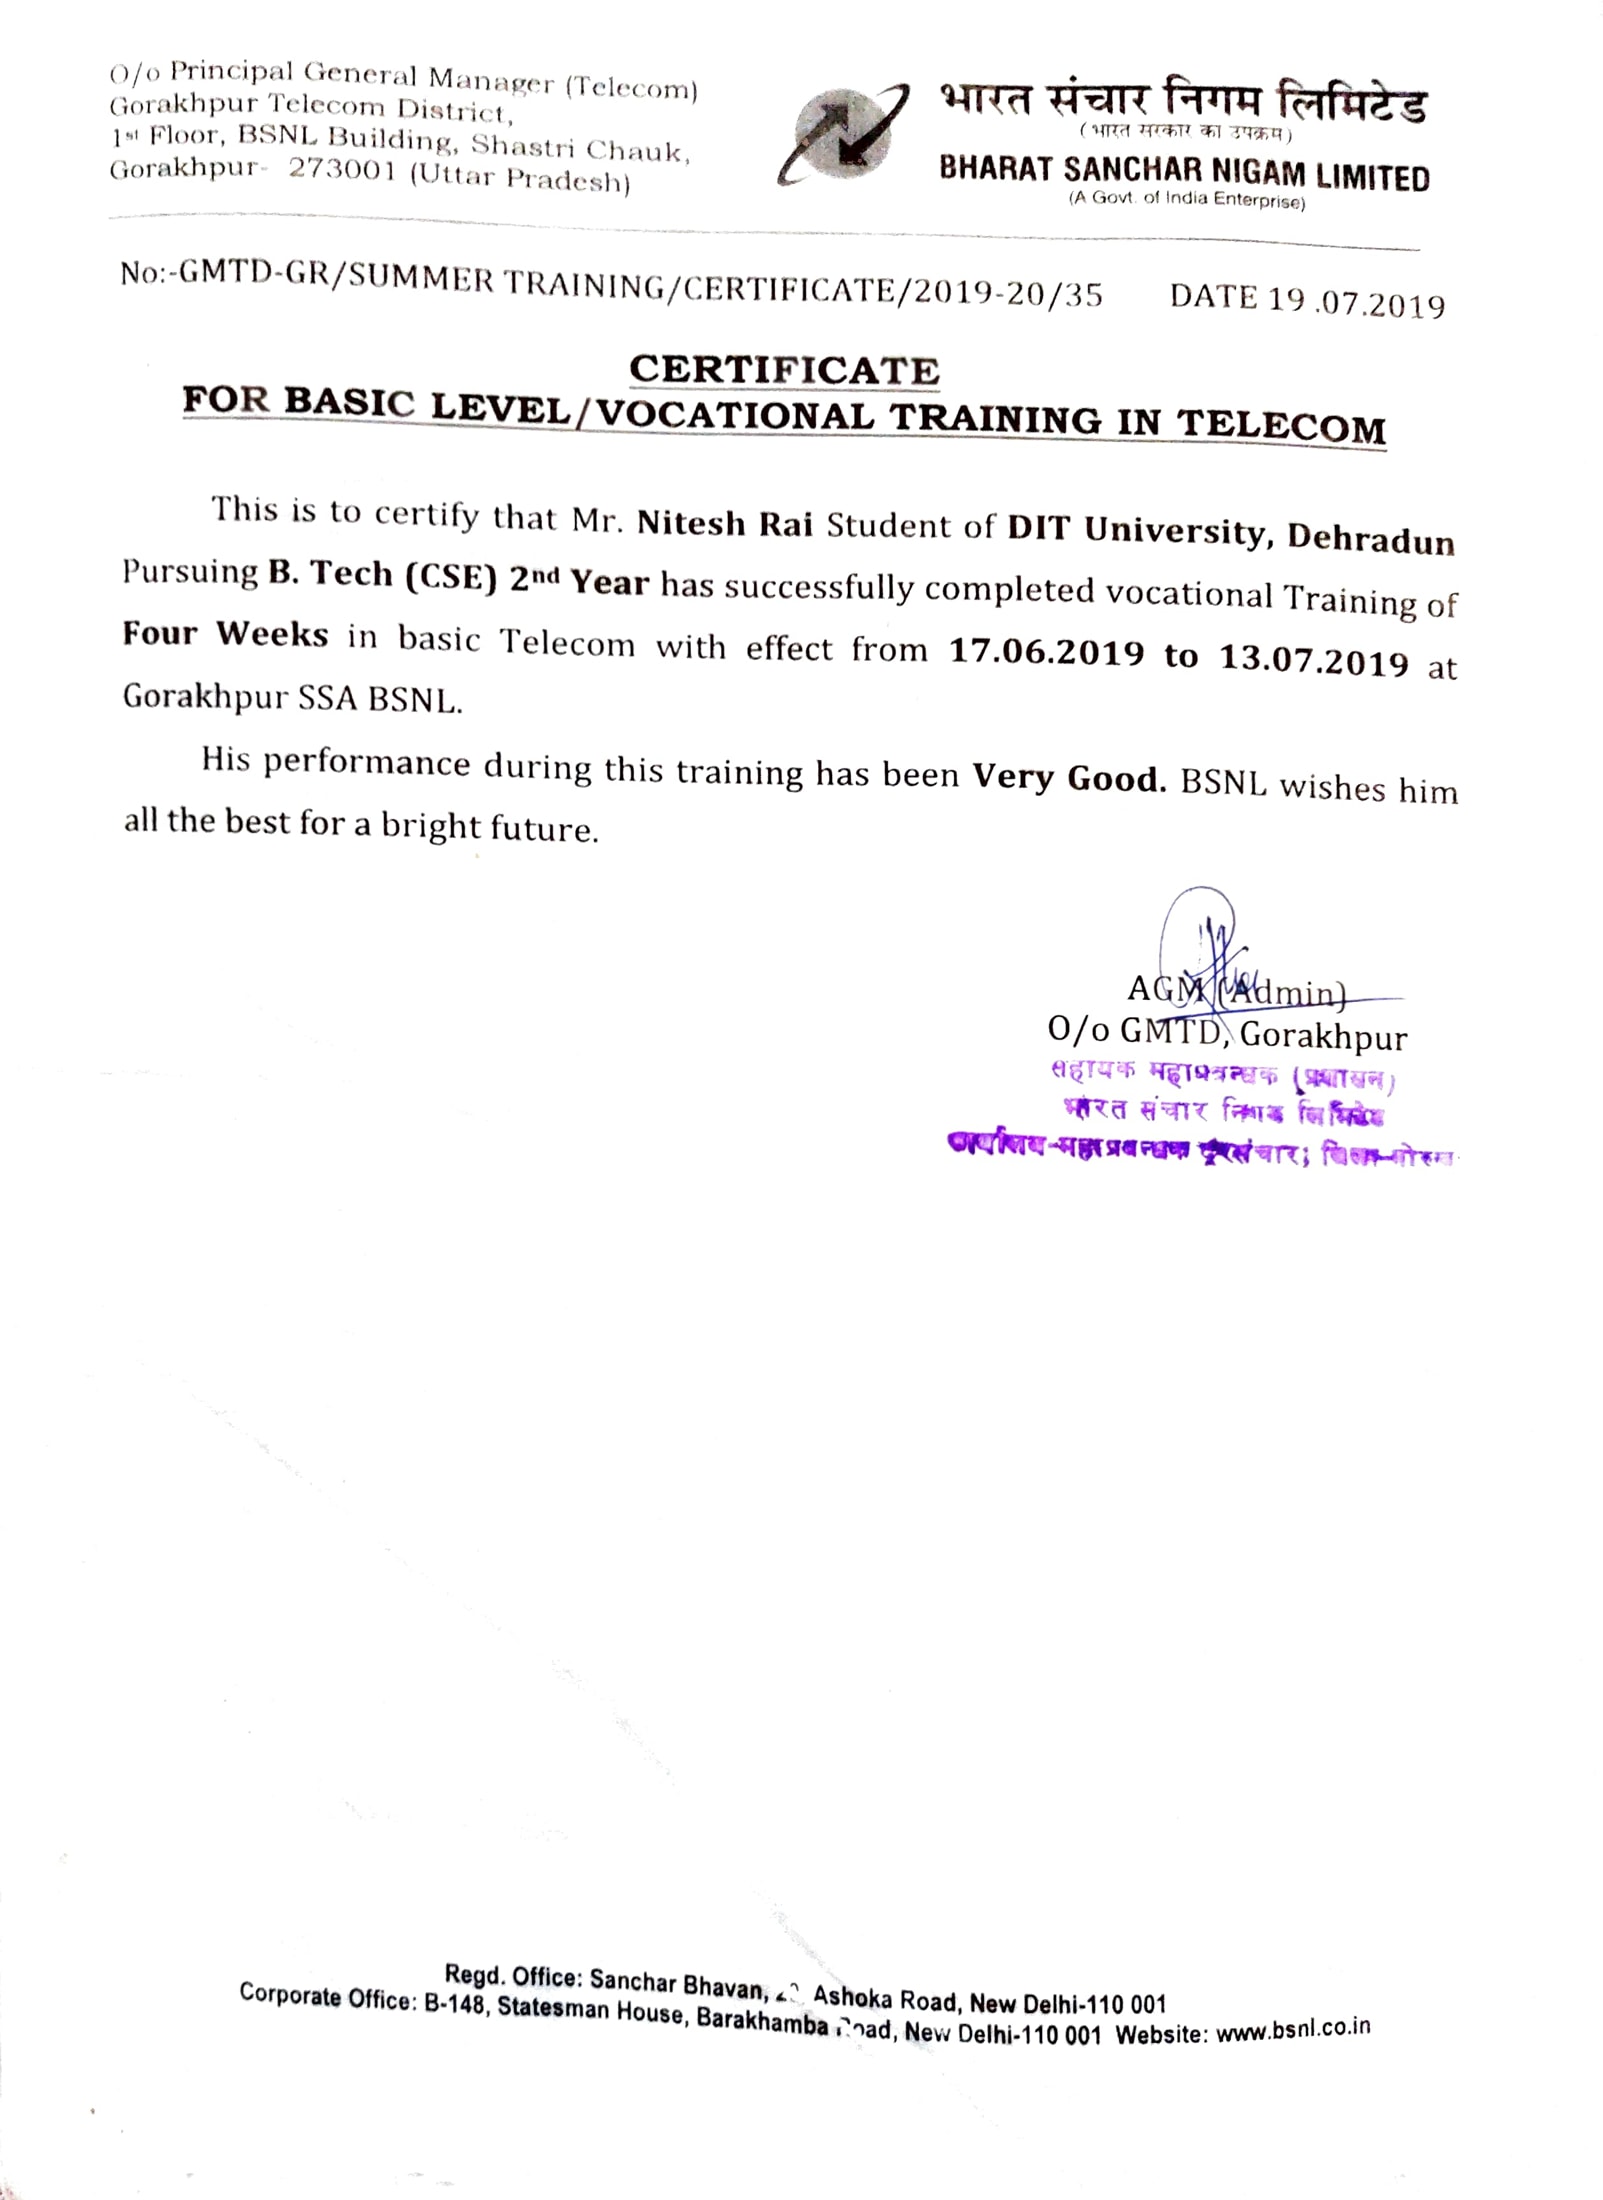 O/o Principal General Manager (Telecom)
Gorakhpur Telecom District,
1st Floor, BSNL Building, Shastri Chauk,
Gorakhpur- 273001 (Uttar Pradesh)
भारत संचार निगम लिमिटेड
(भारत सरकार का उपक्रम)
BHARAT SANCHAR NIGAM LIMITED
(A Govt. of India Enterprise)
No:-GMTD-GR/SUMMER TRAINING/CERTIFICATE/2019-20/35 DATE 19 .07.2019
CERTIFICATE
FOR BASIC LEVEL/VOCATIONAL TRAINING IN TELECOM
This is to certify that Mr. Nitesh Rai Student of DIT University, Dehradun
Pursuing B. Tech (CSE) 2nd Year has successfully completed vocational Training of
Four Weeks in basic Telecom with effect from 17.06.2019 to 13.07.2019 at
Gorakhpur SSA BSNL.
His performance during this training has been Very Good. BSNL wishes him
all the best for a bright future.
AGM (Admin)
O/o GMTD, Gorakhpur
सहायक महाप्रबन्धक (प्रशासन)
भारत संचार निगम लिमिटेड
कार्यालय-महाप्रबन्धक दूरसंचार; जिला-गोरख
Regd. Office: Sanchar Bhavan, Ashoka Road, New Delhi-110 001
Corporate Office: B-148, Statesman House, Barakhamba Road, New Delhi-110 001 Website: www.bsnl.co.in